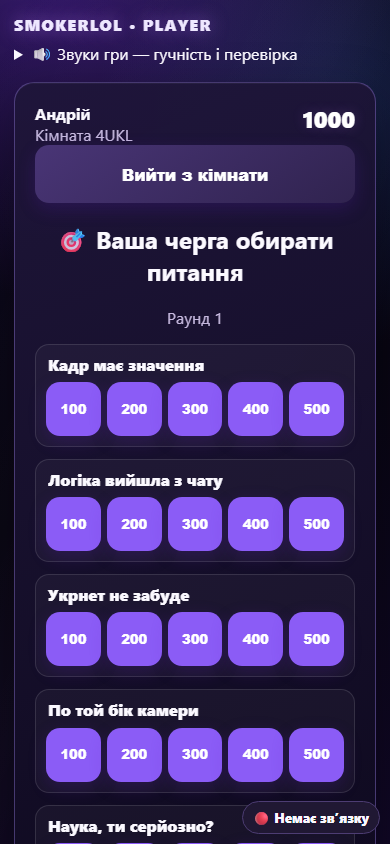 SMOKERLOL • PLAYER
Звуки гри — гучність і перевірка
Андрій
1000
Кімната 4UKL
Вийти з кімнати
Ваша черга обирати
питання
Раунд 1
Кадр має значення
100 200 300 400 500
Логіка вийшла з чату
100 200 300 400 500
Укрнет не забуде
100 200 300 400 500
По той бік камери
100 200 300 400 500
Наука, ти серйозно?
Немає зв'язку